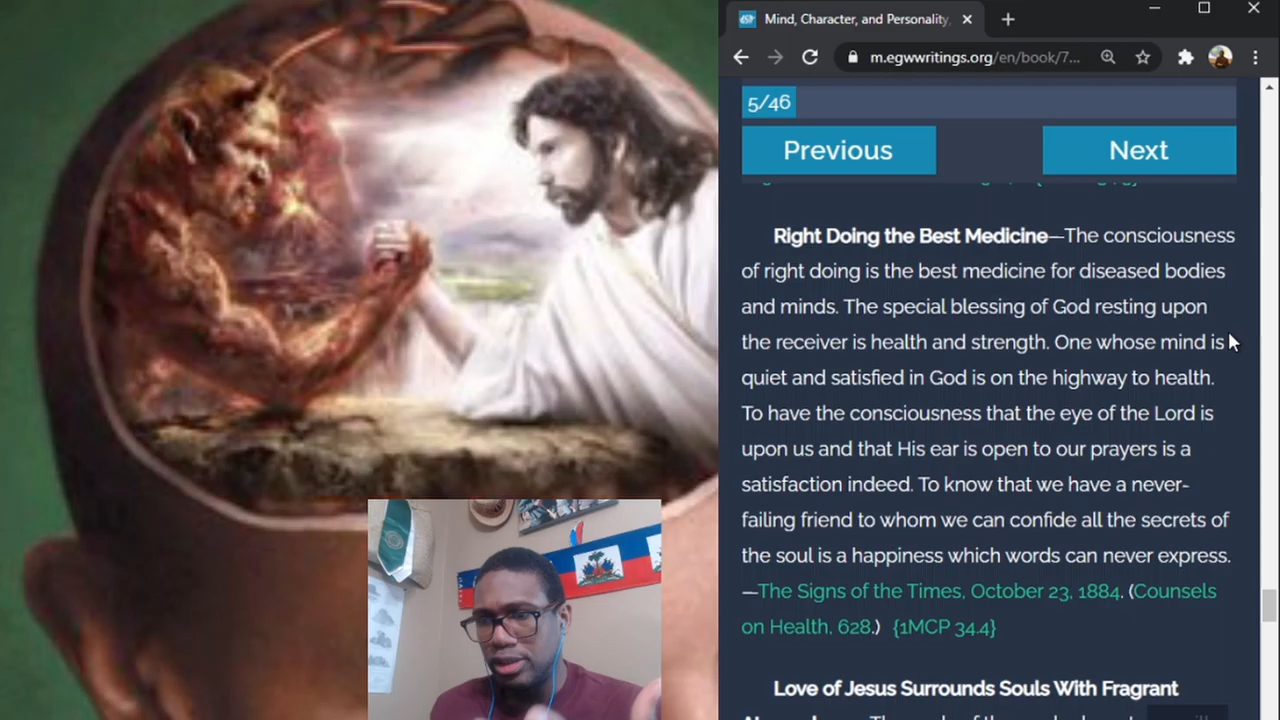 Mind, Character, and Personality,
m.egwwritings.org/en/book/7...
5/46
Previous
Next
Right Doing the Best Medicine—The consciousness
of right doing is the best medicine for diseased bodies
and minds. The special blessing of God resting upon
the receiver is health and strength. One whose mind is
quiet and satisfied in God is on the highway to health.
To have the consciousness that the eye of the Lord is
upon us and that His ear is open to our prayers is a
satisfaction indeed. To know that we have a never-
failing friend to whom we can confide all the secrets of
the soul is a happiness which words can never express.
—The Signs of the Times, October 23, 1884. (Counsels
on Health, 628.) {1MCP 34.4}
Love of Jesus Surrounds Souls With Fragrant